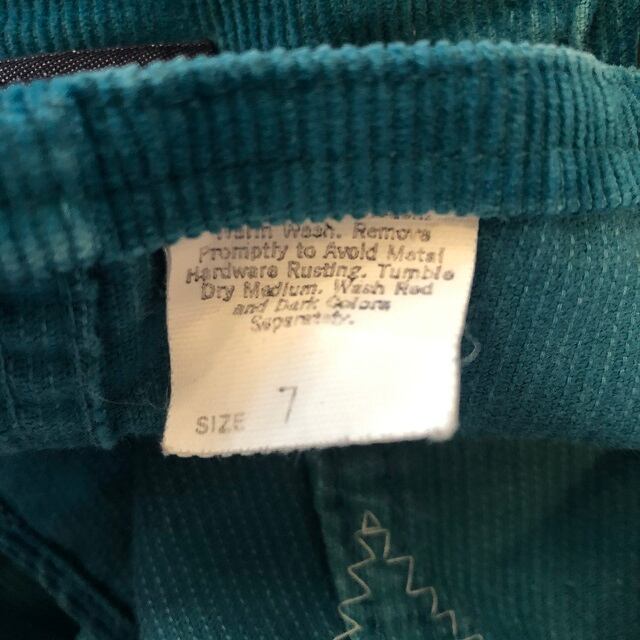 Wash. Remove
Promptly to Avoid Metal
Hardware Rusting. Tumble
Dry Medium. Wash Red
and Dark Colors
Separately.
SIZE 7